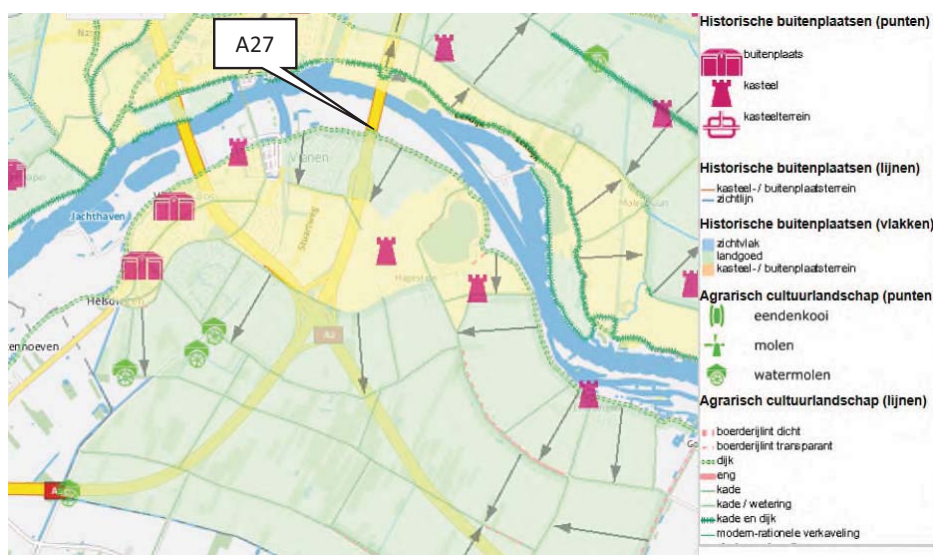 A27
Vianen
Jachthaven
Hagestein
A2
Historische buitenplaatsen (punten)
buitenplaats
kasteel
kasteelterrein
Historische buitenplaatsen (lijnen)
kasteel-/ buitenplaatsterrein
zichtlijn
Historische buitenplaatsen (vlakken)
zichtvlak
landgoed
kasteel-/ buitenplaatsterrein
Agrarisch cultuurlandschap (punten
eendenkooi
molen
watermolen
Agrarisch cultuurlandschap (lijnen)
boerderijlint dicht
boerderijlint transparant
dijk
eng
kade
kade / wetering
kade en dijk
modern-rationele verkaveling